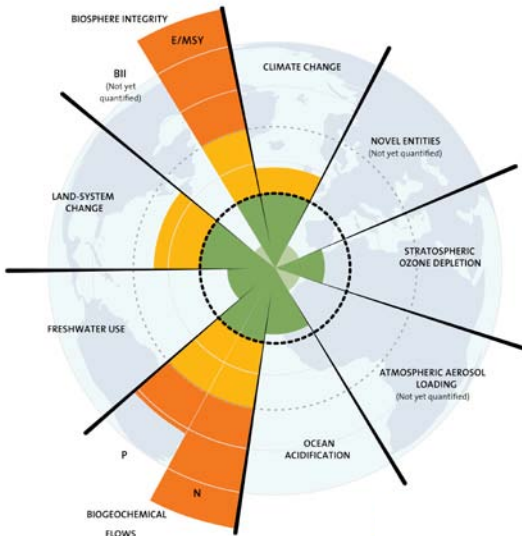 BIOSPHERE INTEGRITY
E/MSY
BII
(Not yet
quantified)
CLIMATE CHANGE
NOVEL ENTITIES
(Not yet quantified)
LAND-SYSTEM
CHANGE
STRATOSPHERIC
OZONE DEPLETION
FRESHWATER USE
ATMOSPHERIC AEROSOL
LOADING
(Not yet quantified)
OCEAN
ACIDIFICATION
P
N
BIOGEOCHEMICAL
FLOWS